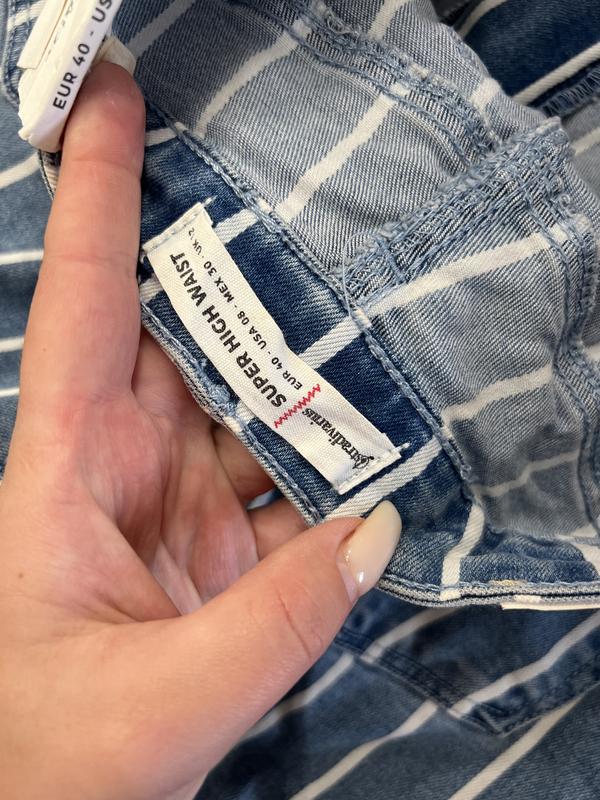 EUR 40 - US
SUPER HIGH WAIST
EUR 40 - USA 08 - MEX 30 - UK 12
Stradivarius